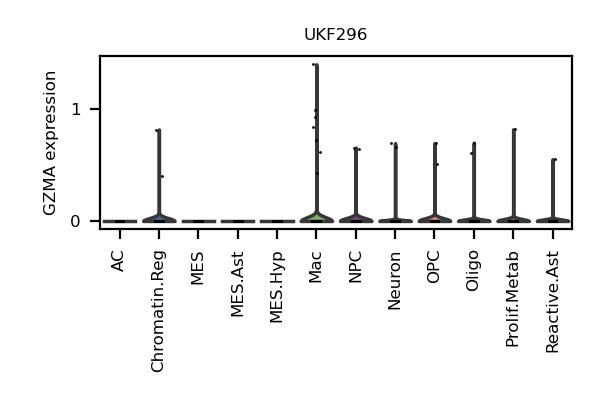 UKF296
GZMA expression
1
0
AC
Chromatin.Reg
MES
MES.Ast
MES.Hyp
Mac
NPC
Neuron
OPC
Oligo
Prolif.Metab
Reactive.Ast